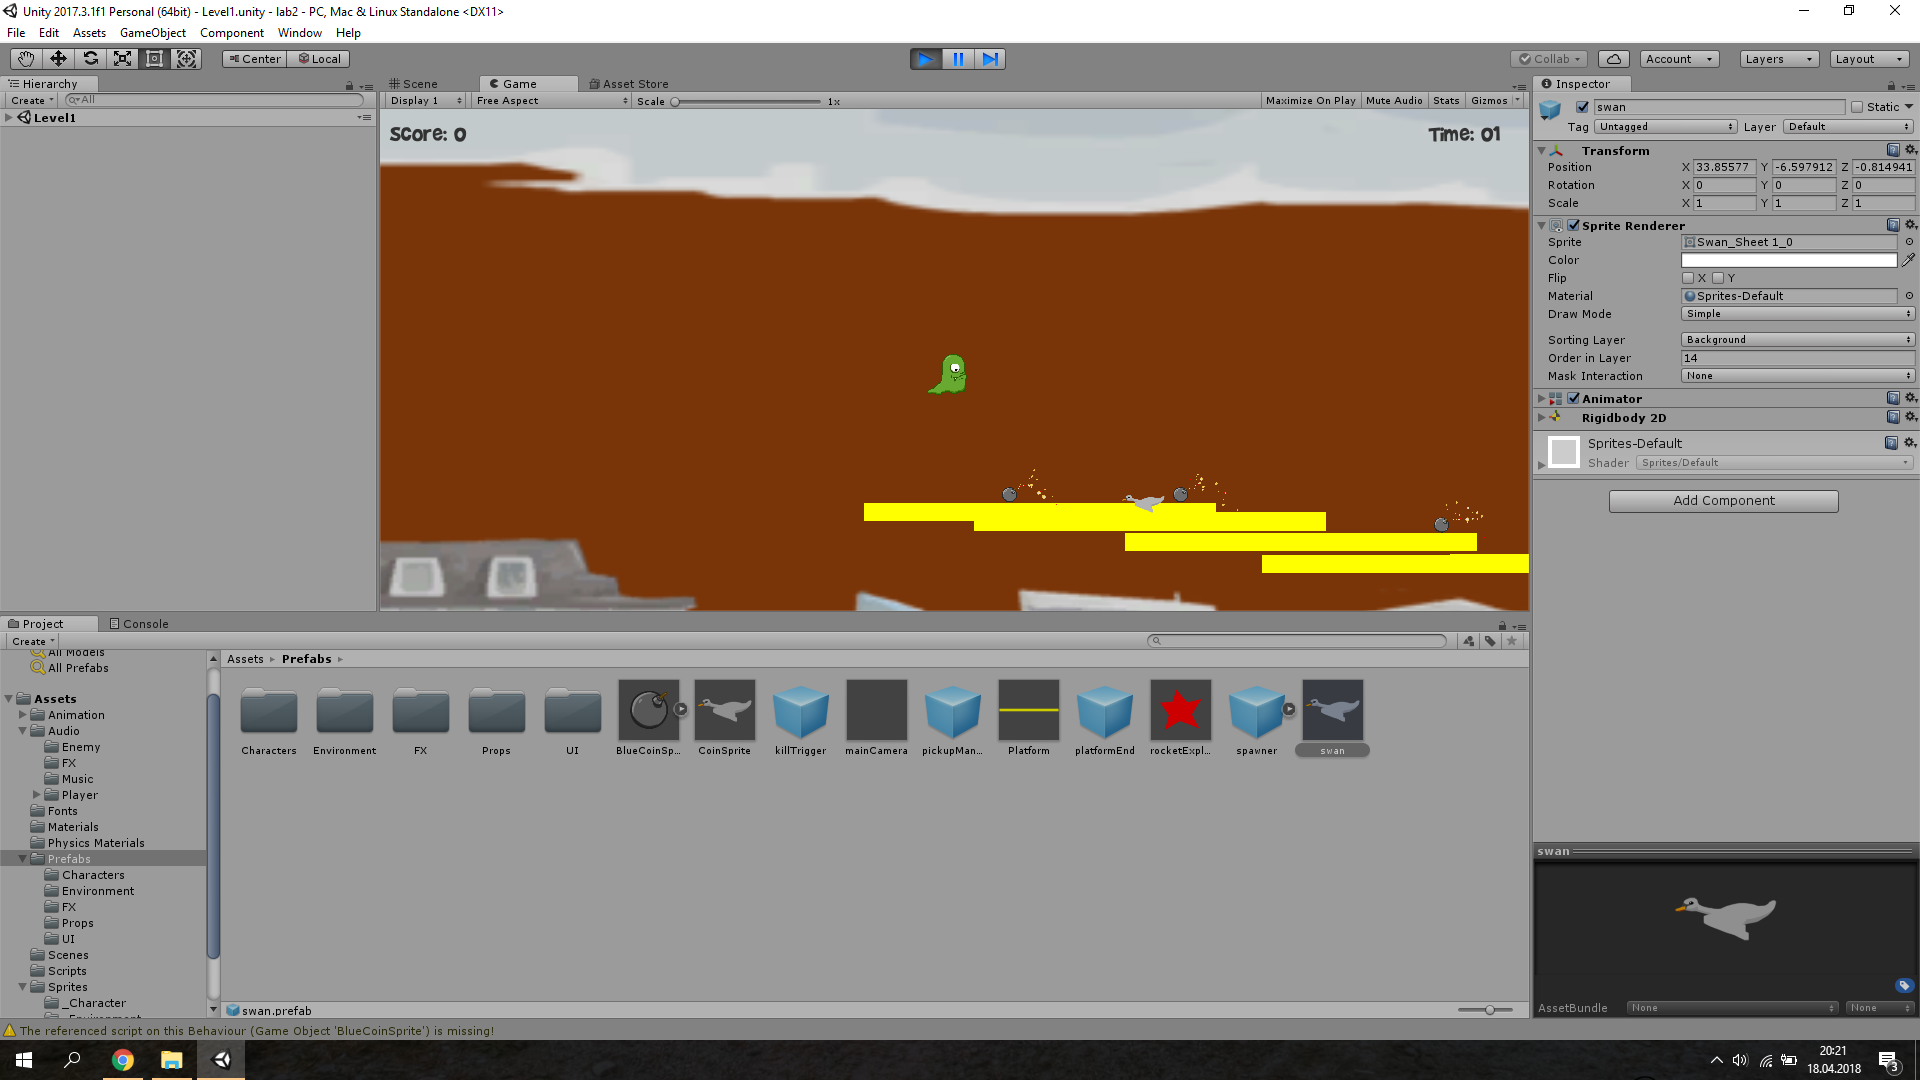 Unity 2017.3.1f1 Personal (64bit) - Level1.unity - lab2 - PC, Mac & Linux Standalone <DX11>
File Edit Assets GameObject Component Window Help
Center Local
Collab Account Layers Layout
Hierarchy
Create All
Level1
Scene Game Asset Store
Display 1 Free Aspect Scale 1x Maximize On Play Mute Audio Stats Gizmos
Score: 0
Time: 01
Inspector
swan Static
Tag Untagged Layer Default
Transform
Position X 33.85577 Y -6.597912 Z -0.814941
Rotation X 0 Y 0 Z 0
Scale X 1 Y 1 Z 1
Sprite Renderer
Sprite Swan_Sheet 1_0
Color
Flip X Y
Material Sprites-Default
Draw Mode Simple
Sorting Layer Background
Order in Layer 14
Mask Interaction None
Animator
Rigidbody 2D
Sprites-Default
Shader Sprites/Default
Add Component
swan
AssetBundle None None
Project Console
Create
All Models
All Prefabs
Assets
Animation
Audio
Enemy
FX
Music
Player
Fonts
Materials
Physics Materials
Prefabs
Characters
Environment
FX
Props
UI
Scenes
Scripts
Sprites
_Character
_Environment
Assets Prefabs
Characters Environment FX Props UI BlueCoinSp... CoinSprite killTrigger mainCamera pickupMan... Platform platformEnd rocketExpl... spawner swan
swan.prefab
The referenced script on this Behaviour (Game Object 'BlueCoinSprite') is missing!
20:21
18.04.2018
3